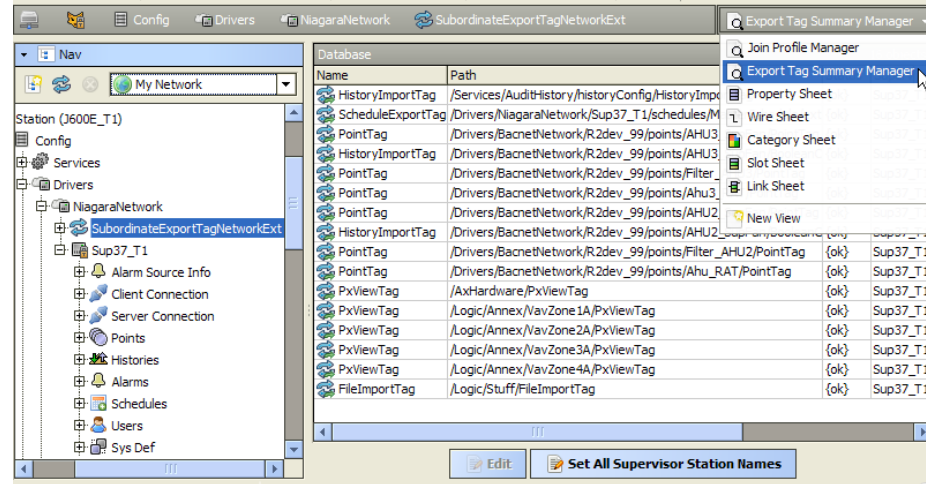 Config Drivers NiagaraNetwork SubordinateExportTagNetworkExt Export Tag Summary Manager
Nav
My Network
Station (J600E_T1)
Config
Services
Drivers
NiagaraNetwork
SubordinateExportTagNetworkExt
Sup37_T1
Alarm Source Info
Client Connection
Server Connection
Points
Histories
Alarms
Schedules
Users
Sys Def
Database
Name Path
HistoryImportTag /Services/AuditHistory/historyConfig/HistoryImpo
ScheduleExportTag /Drivers/NiagaraNetwork/Sup37_T1/schedules/M
PointTag /Drivers/BacnetNetwork/R2dev_99/points/AHU3_
HistoryImportTag /Drivers/BacnetNetwork/R2dev_99/points/AHU3_
PointTag /Drivers/BacnetNetwork/R2dev_99/points/Filter_
PointTag /Drivers/BacnetNetwork/R2dev_99/points/Ahu3_
PointTag /Drivers/BacnetNetwork/R2dev_99/points/AHU2_
HistoryImportTag /Drivers/BacnetNetwork/R2dev_99/points/AHU2_
PointTag /Drivers/BacnetNetwork/R2dev_99/points/Filter_AHU2/PointTag {ok} Sup37_T1
PointTag /Drivers/BacnetNetwork/R2dev_99/points/Ahu_RAT/PointTag {ok} Sup37_T1
PxViewTag /AxHardware/PxViewTag {ok} Sup37_T1
PxViewTag /Logic/Annex/VavZone1A/PxViewTag {ok} Sup37_T1
PxViewTag /Logic/Annex/VavZone2A/PxViewTag {ok} Sup37_T1
PxViewTag /Logic/Annex/VavZone3A/PxViewTag {ok} Sup37_T1
PxViewTag /Logic/Annex/VavZone4A/PxViewTag {ok} Sup37_T1
FileImportTag /Logic/Stuff/FileImportTag {ok} Sup37_T1
Edit Set All Supervisor Station Names
Join Profile Manager
Export Tag Summary Manager
Property Sheet
Wire Sheet
Category Sheet
Slot Sheet
Link Sheet
New View